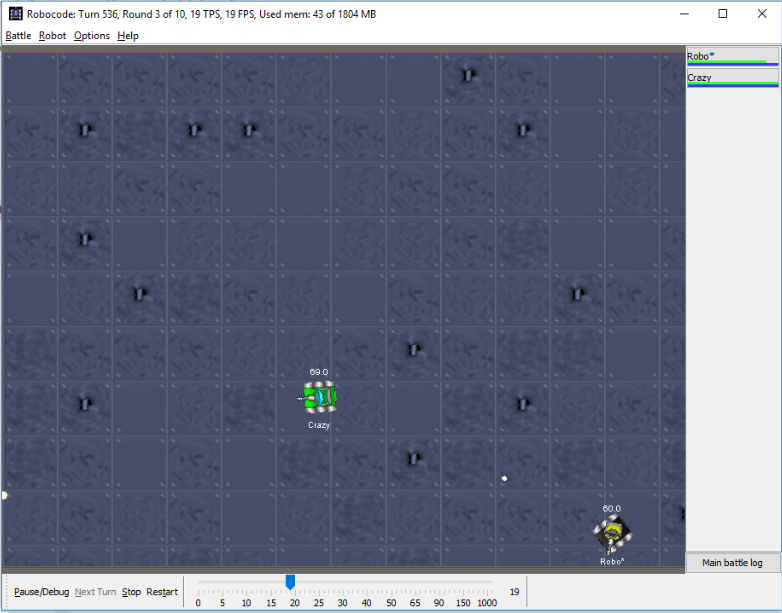 Robocode: Turn 536, Round 3 of 10, 19 TPS, 19 FPS, Used mem: 43 of 1804 MB
Battle Robot Options Help
Robo*
Crazy
69.0
Crazy
60.0
Robo*
Main battle log
Pause/Debug Next Turn Stop Restart
0 5 10 15 20 25 30 40 50 65 90 150 1000
19